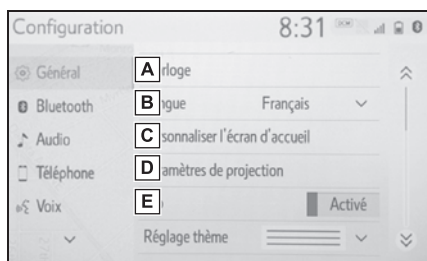 Configuration 8:31
Général
A rloge
Bluetooth
B ngue Français
Audio
C sonnaliser l'écran d'accueil
Téléphone
D amètres de projection
Voix
E Activé
Réglage thème